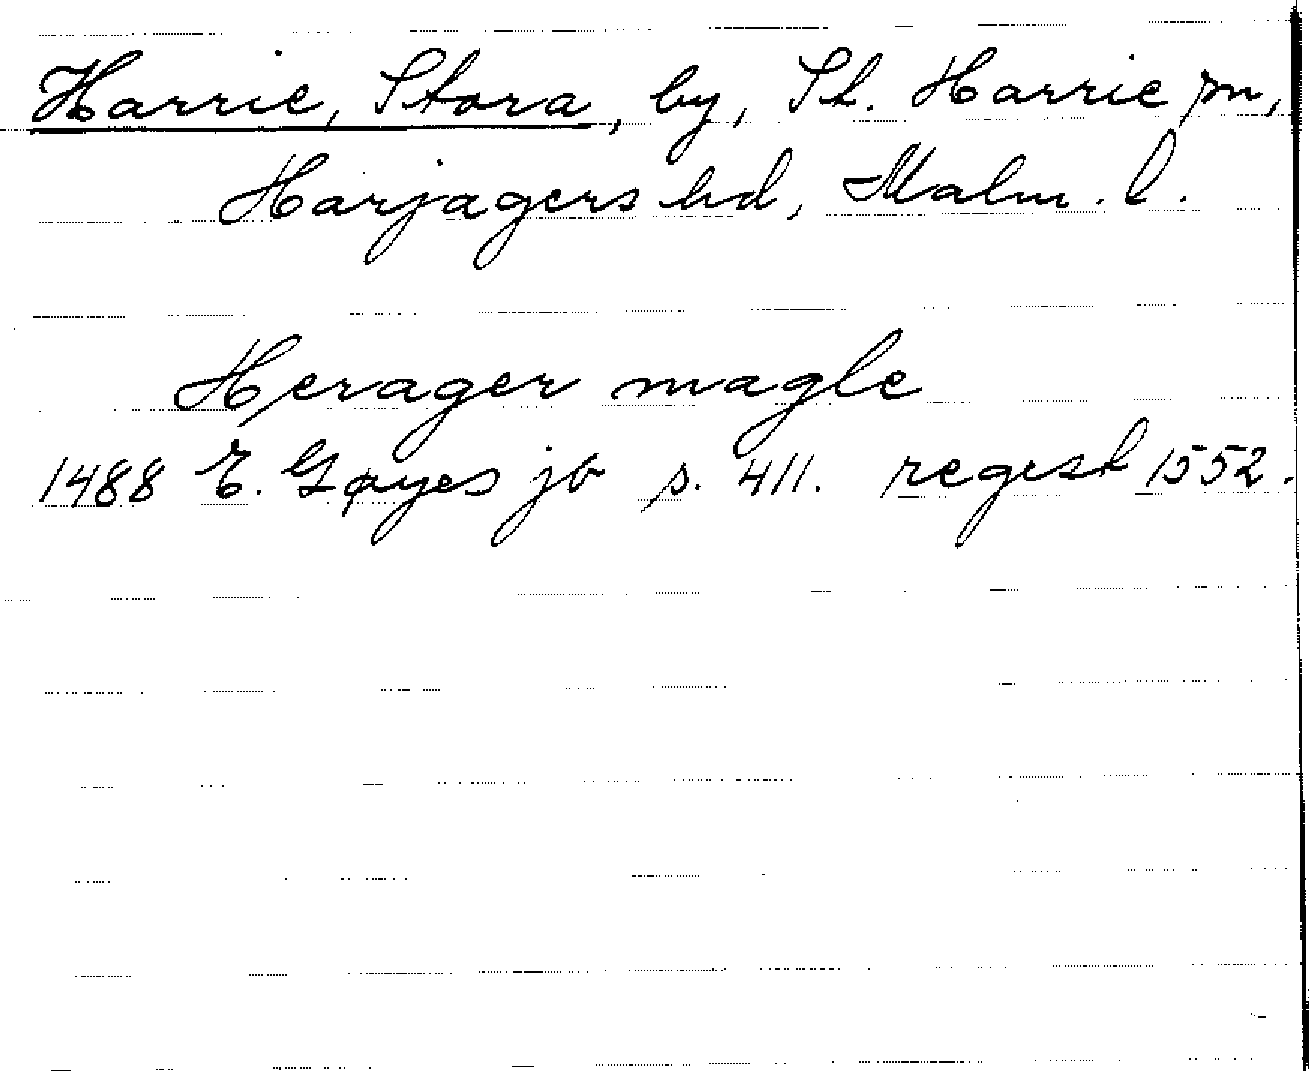 Harrie, Stora, by, St. Harrie sn,
Harjagers hd, Malm. l.
Herager magle
1488 E. Gøyes jb s. 411. regest 1552.